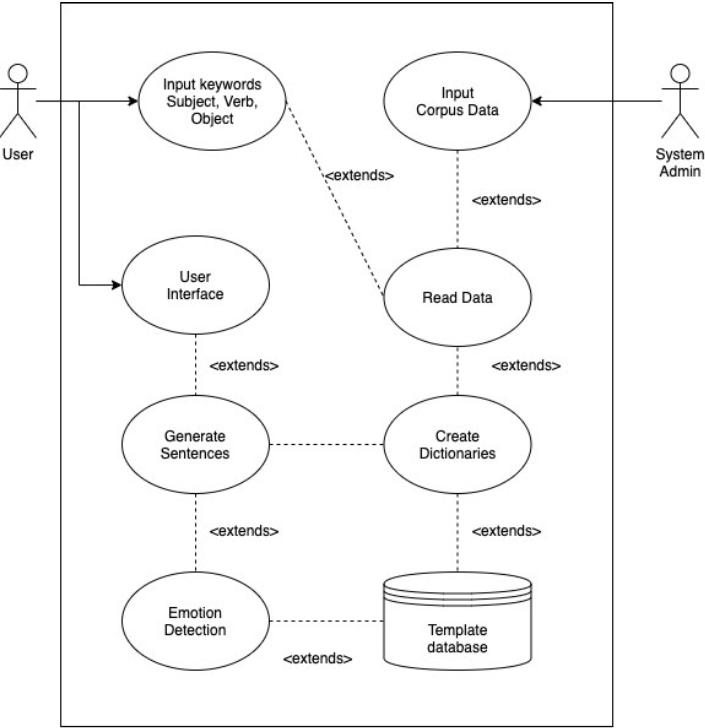 Input keywords
Subject, Verb,
Object
Input
Corpus Data
User
System
Admin
<extends>
<extends>
User
Interface
Read Data
<extends>
<extends>
Generate
Sentences
Create
Dictionaries
<extends>
<extends>
Emotion
Detection
Template
database
<extends>